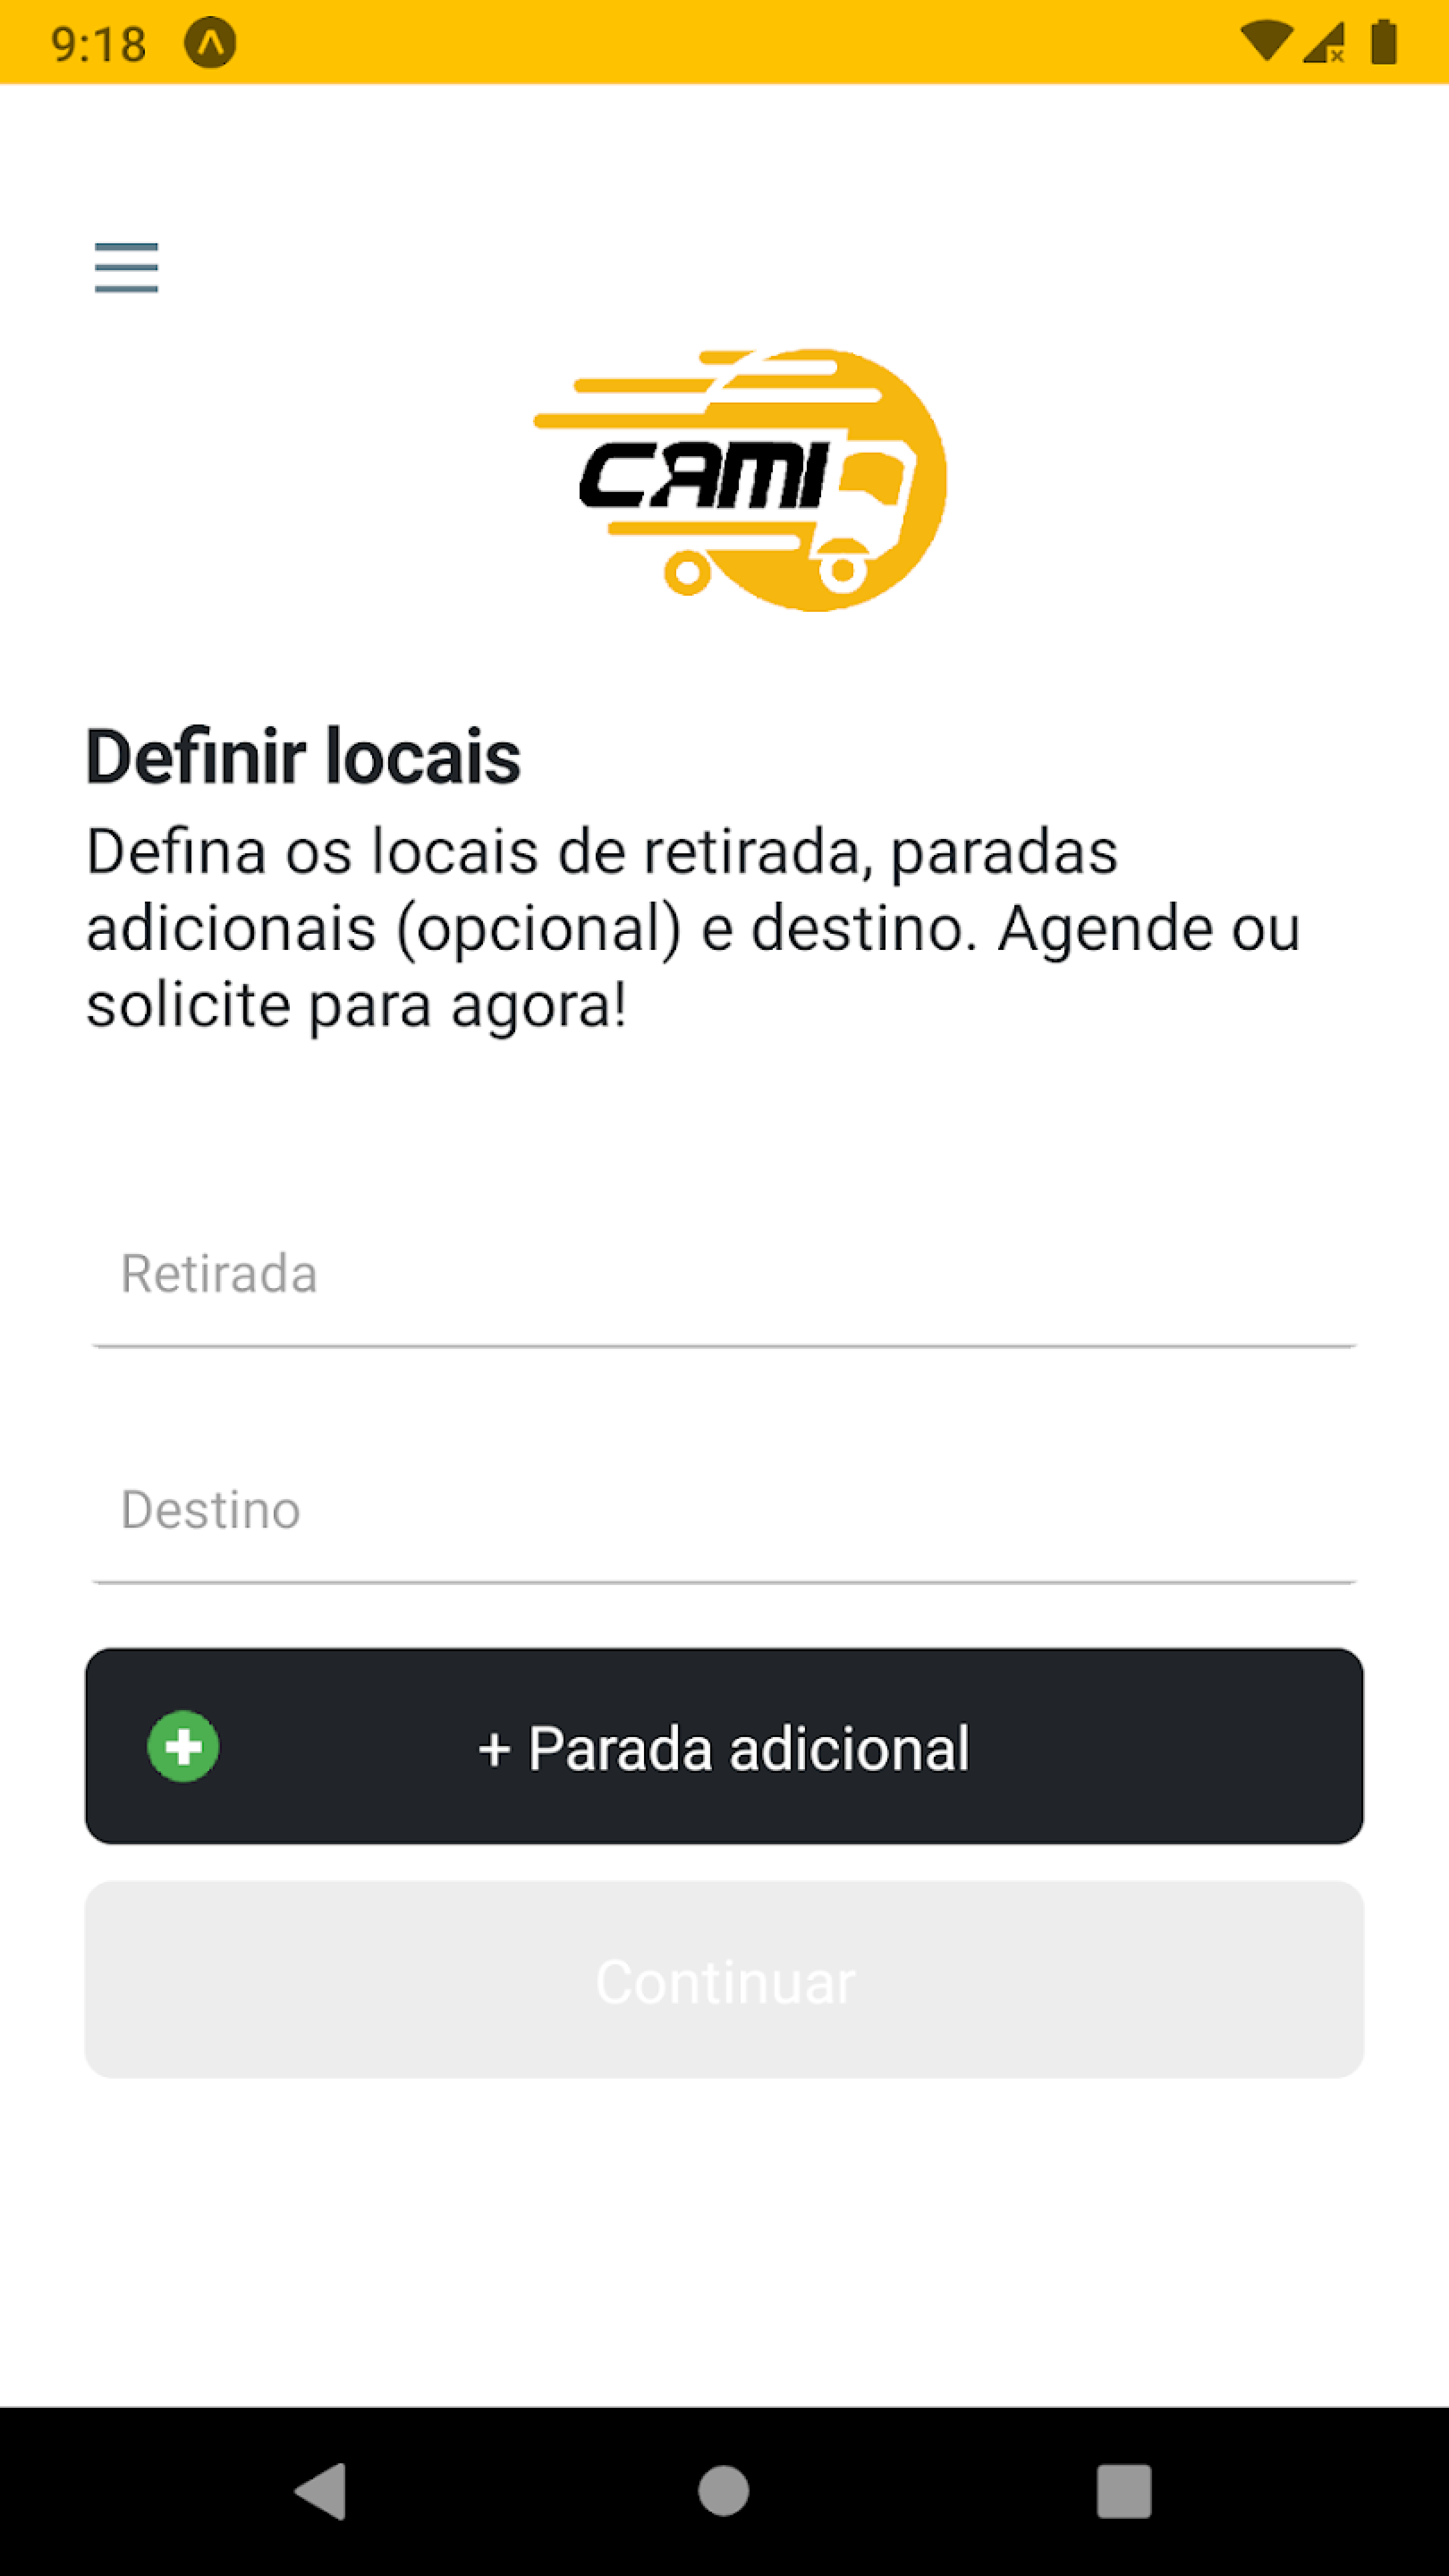 9:18
CAMI
Definir locais
Defina os locais de retirada, paradas
adicionais (opcional) e destino. Agende ou
solicite para agora!
Retirada
Destino
+ Parada adicional
Continuar